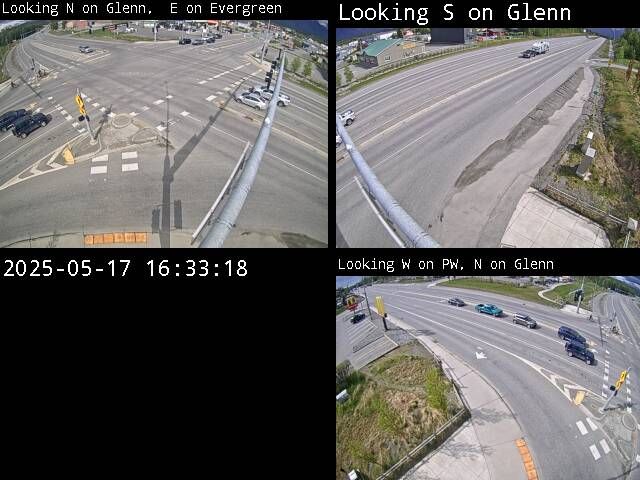 Looking N on Glenn,  E on Evergreen
Looking S on Glenn
2025-05-17 16:33:18
Looking W on PW, N on Glenn